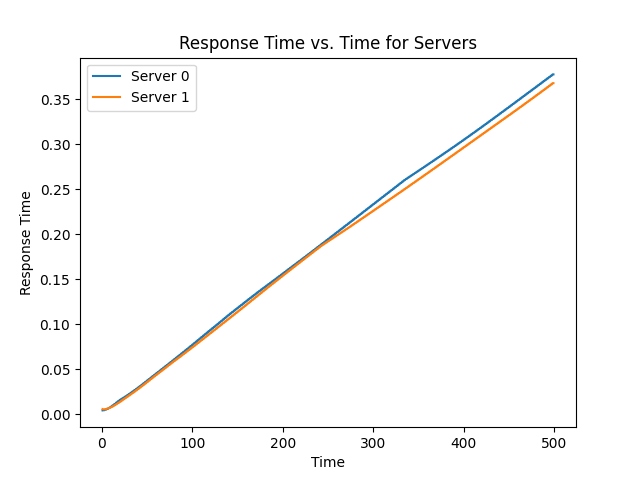 Response Time vs. Time for Servers
Server 0
Server 1
Response Time
0.35
0.30
0.25
0.20
0.15
0.10
0.05
0.00
0 100 200 300 400 500
Time